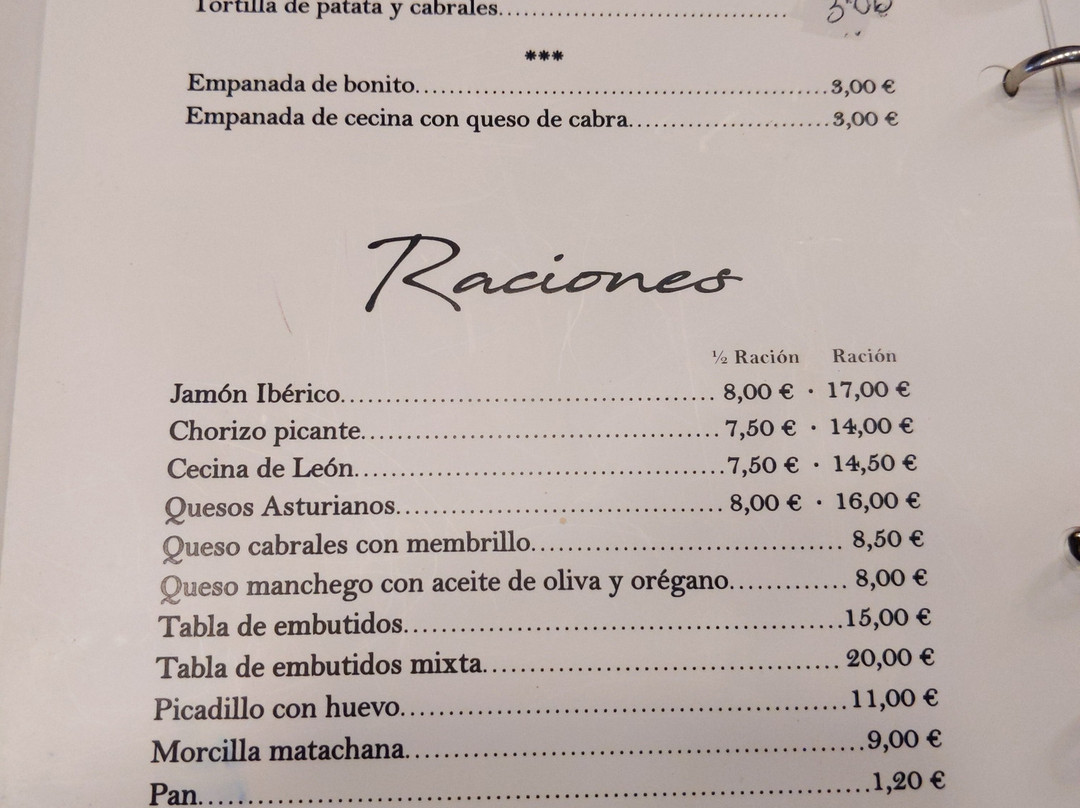 Tortilla de patata y cabrales........................................ 3'00
***
Empanada de bonito.....................................................3,00 €
Empanada de cecina con queso de cabra..........................3,00 €
Raciones
½ Ración Ración
Jamón Ibérico................................................. 8,00 € · 17,00 €
Chorizo picante...............................................7,50 € · 14,00 €
Cecina de León................................................7,50 € · 14,50 €
Quesos Asturianos........................................... 8,00 € · 16,00 €
Queso cabrales con membrillo....................................... 8,50 €
Queso manchego con aceite de oliva y orégano............ 8,00 €
Tabla de embutidos.......................................................15,00 €
Tabla de embutidos mixta............................................. 20,00 €
Picadillo con huevo.......................................................11,00 €
Morcilla matachana.........................................................9,00 €
Pan.................................................................................1,20 €